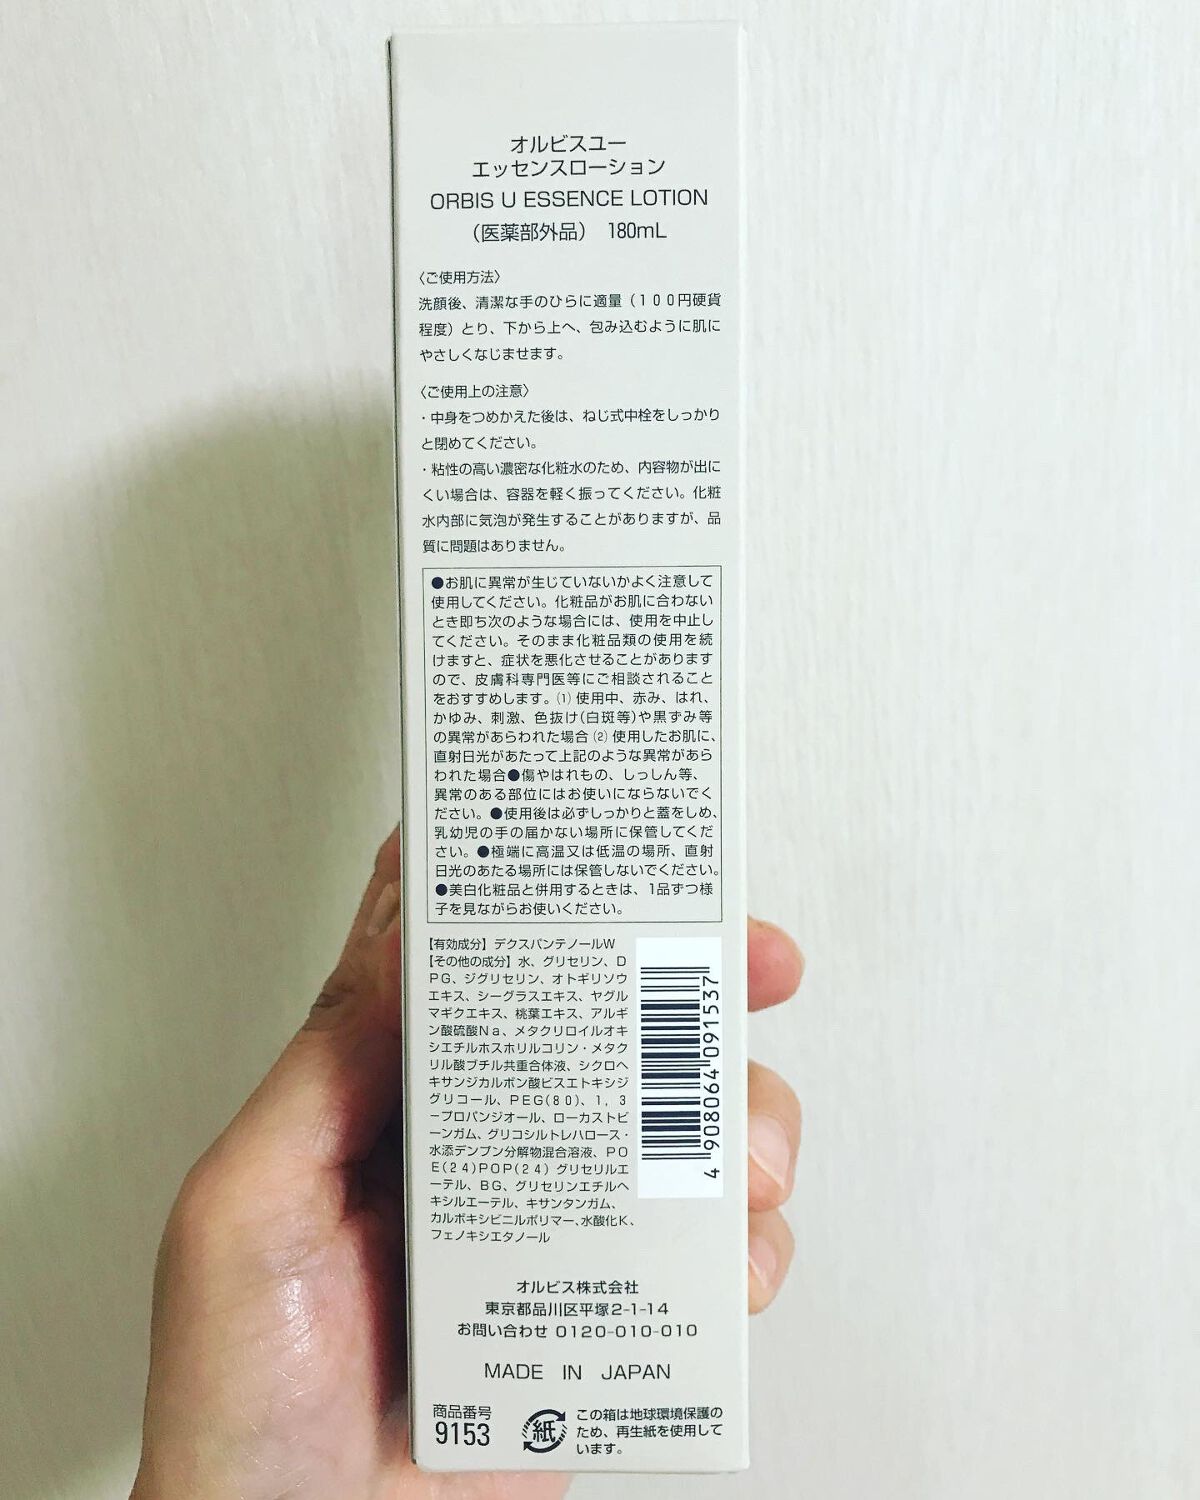 オルビスユー
エッセンスローション
ORBIS U ESSENCE LOTION
（医薬部外品） 180mL
〈ご使用方法〉
洗顔後、清潔な手のひらに適量（１００円硬貨
程度）とり、下から上へ、包み込むように肌に
やさしくなじませます。
〈ご使用上の注意〉
・中身をつめかえた後は、ねじ式中栓をしっかり
と閉めてください。
・粘性の高い濃密な化粧水のため、内容物が出に
くい場合は、容器を軽く振ってください。化粧
水内部に気泡が発生することがありますが、品
質に問題はありません。
●お肌に異常が生じていないかよく注意して
使用してください。化粧品がお肌に合わない
とき即ち次のような場合には、使用を中止し
てください。そのまま化粧品類の使用を続
けますと、症状を悪化させることがあります
ので、皮膚科専門医等にご相談されること
をおすすめします。⑴ 使用中、赤み、はれ、
かゆみ、刺激、色抜け(白斑等)や黒ずみ等
の異常があらわれた場合 ⑵ 使用したお肌に、
直射日光があたって上記のような異常があら
われた場合●傷やはれもの、しっしん等、
異常のある部位にはお使いにならないでく
ださい。●使用後は必ずしっかりと蓋をしめ、
乳幼児の手の届かない場所に保管してくだ
さい。●極端に高温又は低温の場所、直射
日光のあたる場所には保管しないでください。
●美白化粧品と併用するときは、1品ずつ様
子を見ながらお使いください。
【有効成分】デクスパンテノールW
【その他の成分】水、グリセリン、D
PG、ジグリセリン、オトギリソウ
エキス、シーグラスエキス、ヤグル
マギクエキス、桃葉エキス、アルギ
ン酸硫酸Na、メタクリロイルオキ
シエチルホスホリルコリン・メタク
リル酸ブチル共重合体液、シクロヘ
キサンジカルボン酸ビスエトキシジ
グリコール、PEG(80)、1，3
－プロパンジオール、ローカストビ
ーンガム、グリコシルトレハロース・
水添デンプン分解物混合溶液、PO
E(24)POP(24) グリセリルエ
ーテル、BG、グリセリンエチルヘ
キシルエーテル、キサンタンガム、
カルボキシビニルポリマー、水酸化K、
フェノキシエタノール
4 908064 091537
オルビス株式会社
東京都品川区平塚2-1-14
お問い合わせ 0120-010-010
MADE IN JAPAN
商品番号
9153
紙
この箱は地球環境保護の
ため、再生紙を使用して
います。